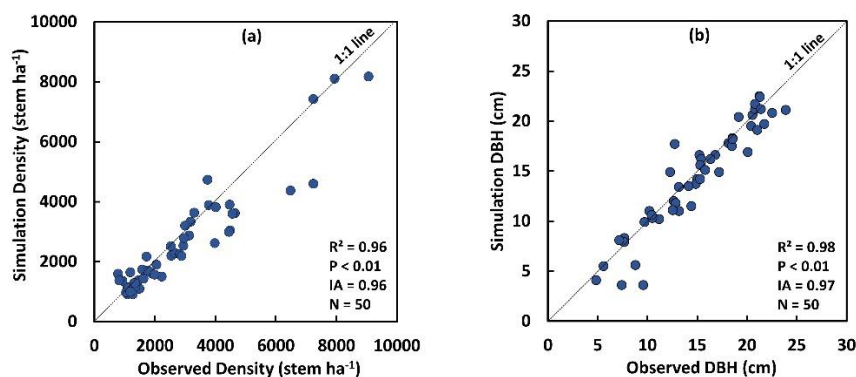 (a)
1:1 line
Simulation Density (stem ha⁻¹)
10000
8000
6000
4000
2000
0
R² = 0.96
P < 0.01
IA = 0.96
N = 50
0 2000 4000 6000 8000 10000
Observed Density (stem ha⁻¹)
(b)
1:1 line
Simulation DBH (cm)
30
25
20
15
10
5
0
R² = 0.98
P < 0.01
IA = 0.97
N = 50
0 5 10 15 20 25 30
Observed DBH (cm)